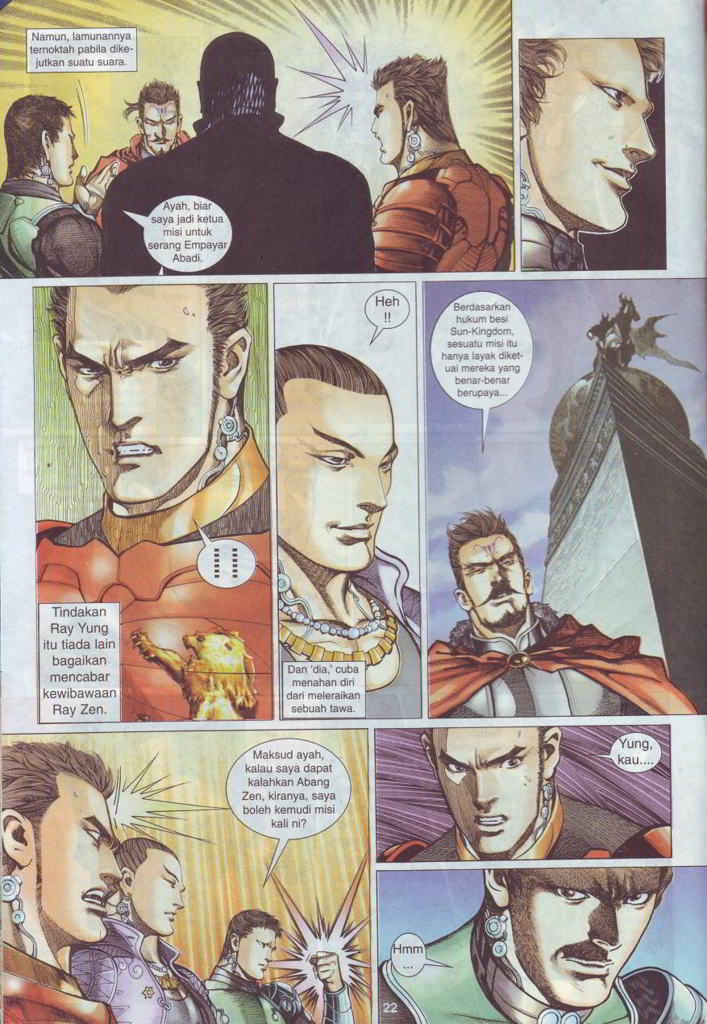 Namun, lamunannya
ternoktah pabila dike-
jutkan suatu suara.
Ayah, biar
saya jadi ketua
misi untuk
serang Empayar
Abadi.
!!
Tindakan
Ray Yung
itu tiada lain
bagaikan
mencabar
kewibawaan
Ray Zen.
Heh
!!
Dan 'dia,' cuba
menahan diri
dari meleraikan
sebuah tawa.
Berdasarkan
hukum besi
Sun-Kingdom,
sesuatu misi itu
hanya layak diket-
uai mereka yang
benar-benar
berupaya...
Maksud ayah,
kalau saya dapat
kalahkan Abang
Zen, kiranya, saya
boleh kemudi misi
kali ni?
Yung,
kau....
Hmm
...
22